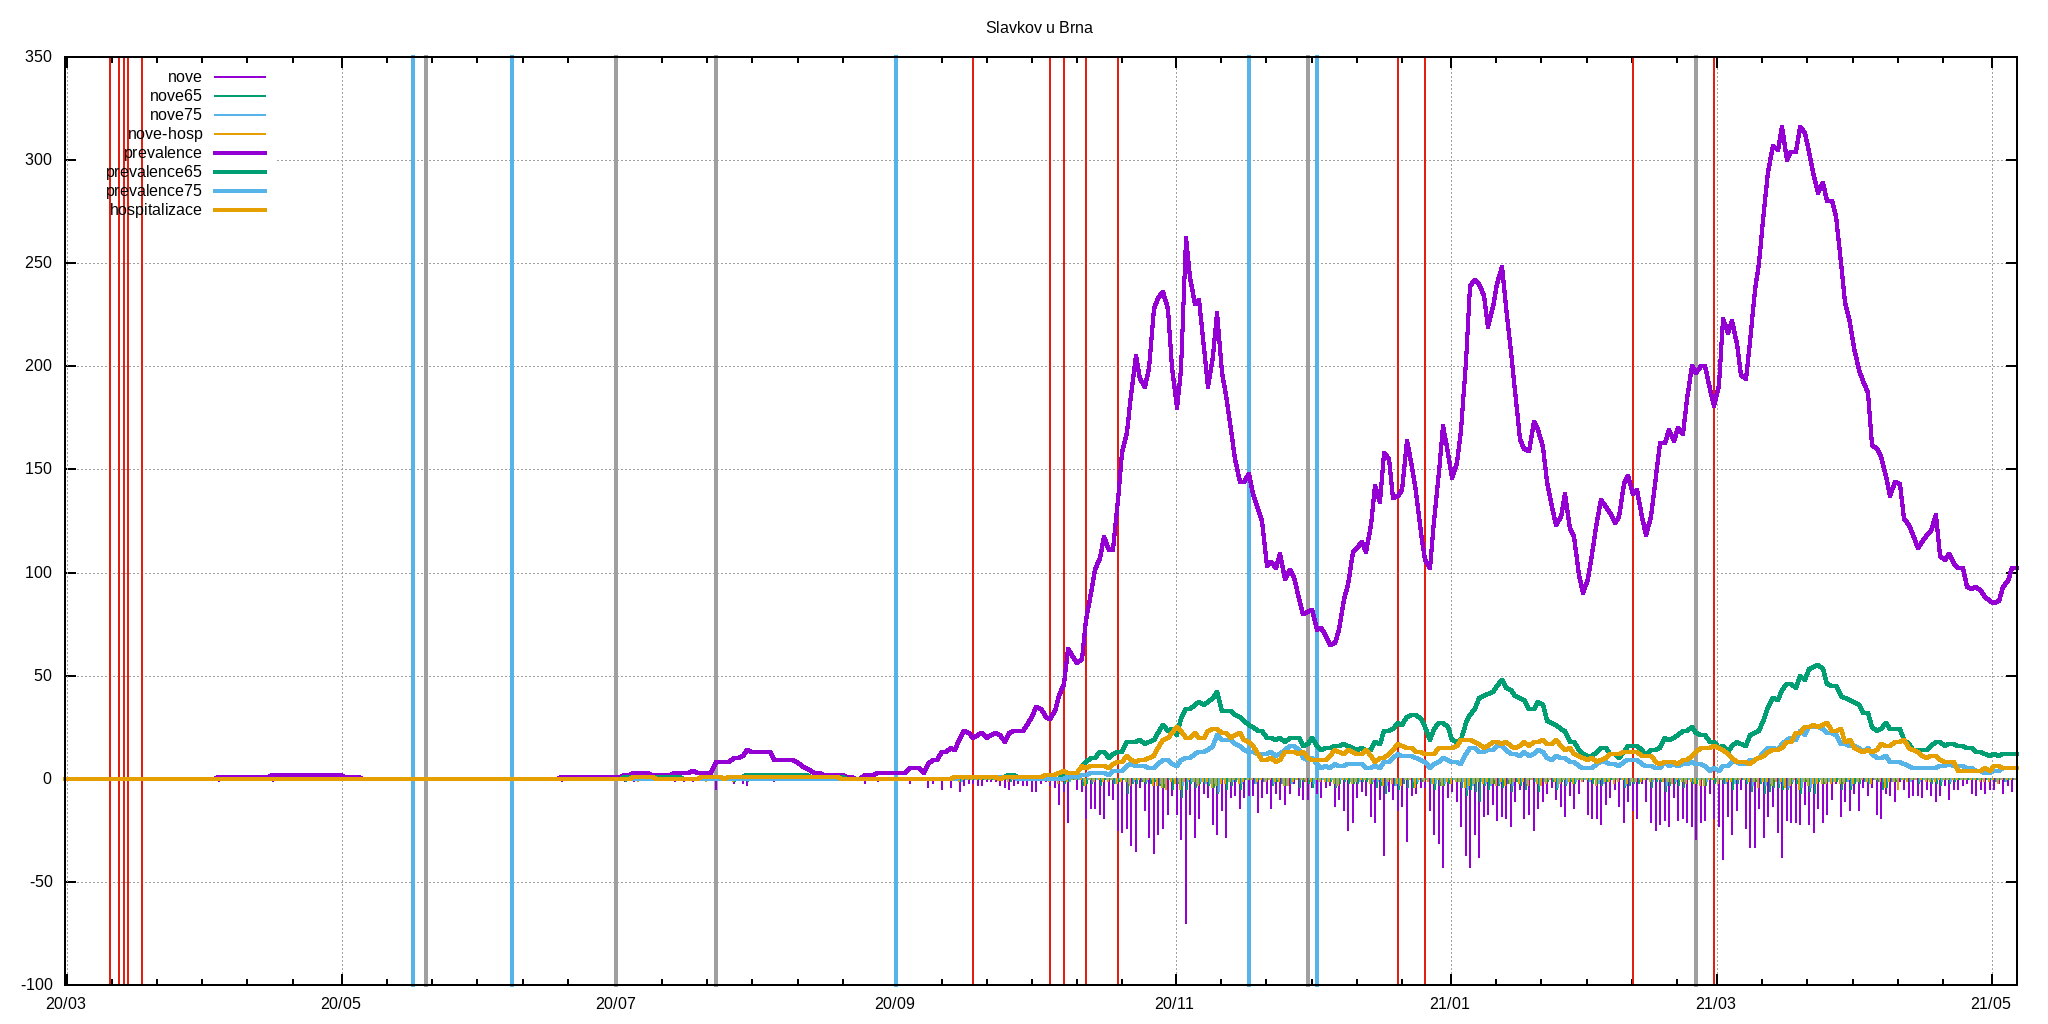 Slavkov u Brna
350
300
250
200
150
100
50
0
-50
-100
nove
nove65
nove75
nove-hosp
prevalence
prevalence65
prevalence75
hospitalizace
20/03 20/05 20/07 20/09 20/11 21/01 21/03 21/05